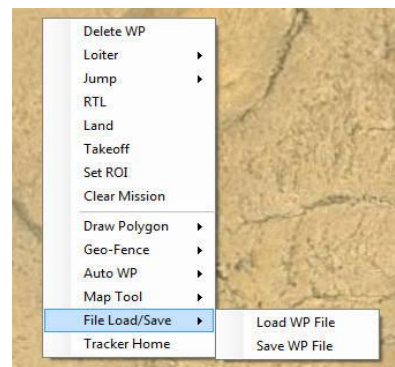 Delete WP
Loiter
Jump
RTL
Land
Takeoff
Set ROI
Clear Mission
Draw Polygon
Geo-Fence
Auto WP
Map Tool
File Load/Save
Load WP File
Tracker Home
Save WP File